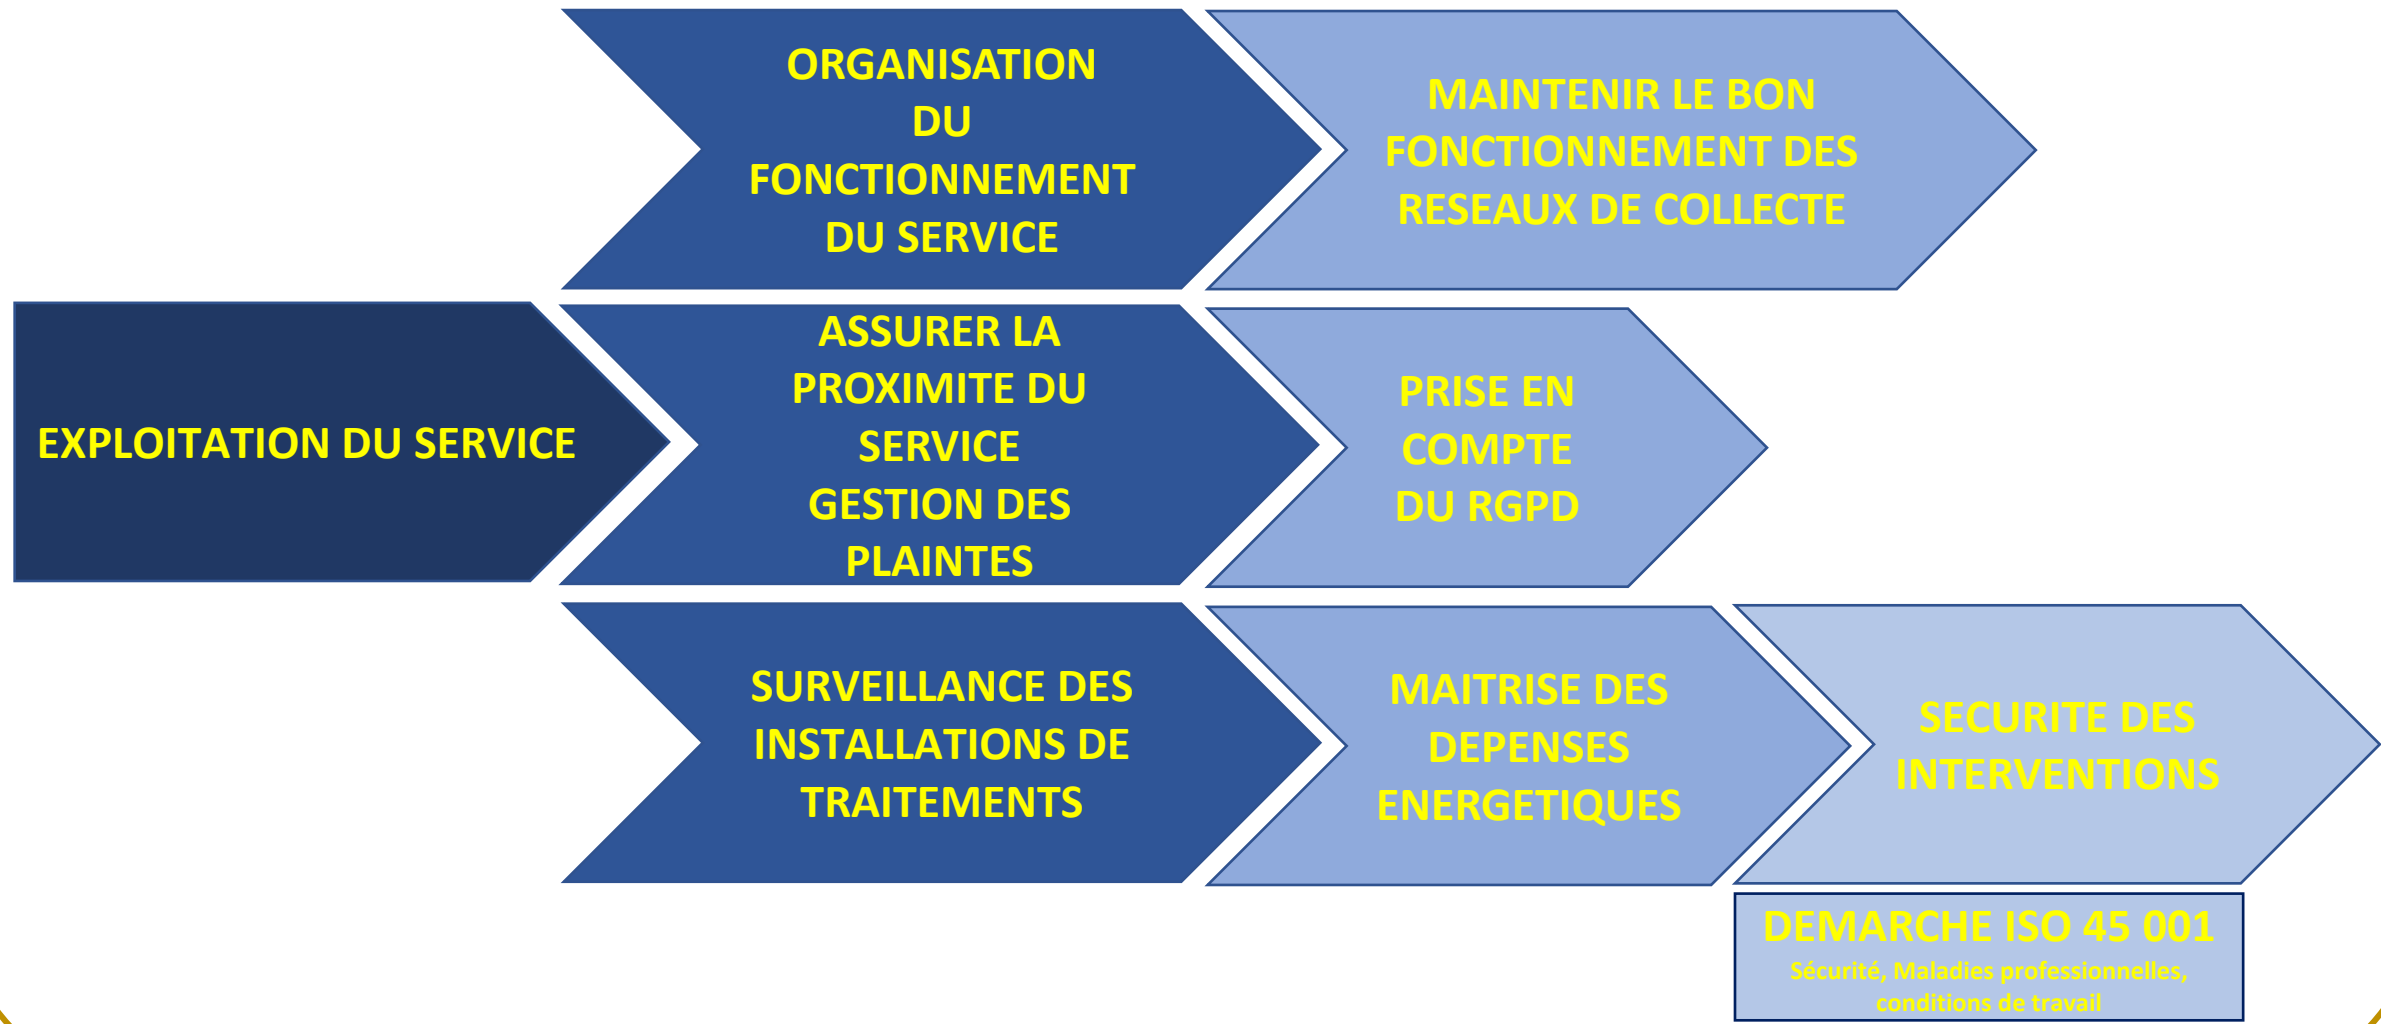 ORGANISATION
DU
FONCTIONNEMENT
DU SERVICE
MAINTENIR LE BON
FONCTIONNEMENT DES
RESEAUX DE COLLECTE
EXPLOITATION DU SERVICE
ASSURER LA
PROXIMITE DU
SERVICE
GESTION DES
PLAINTES
PRISE EN
COMPTE
DU RGPD
SURVEILLANCE DES
INSTALLATIONS DE
TRAITEMENTS
MAITRISE DES
DEPENSES
ENERGETIQUES
SECURITE DES
INTERVENTIONS
DEMARCHE ISO 45 001
Sécurité, Maladies professionnelles,
conditions de travail